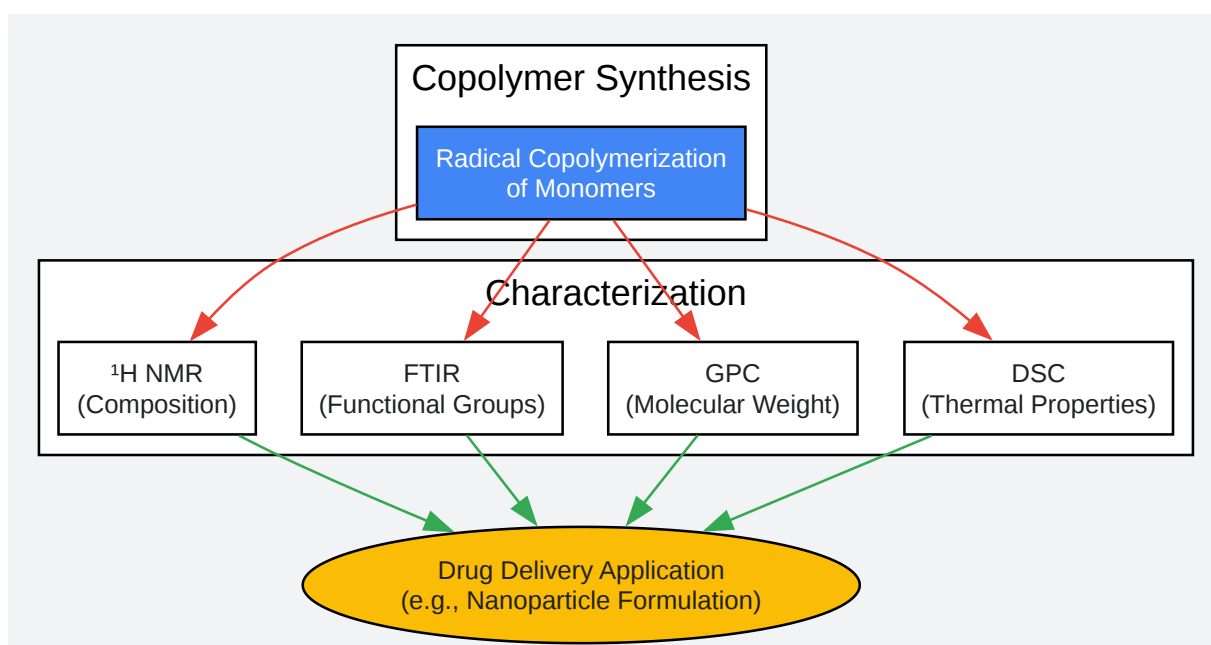 Copolymer Synthesis
Radical Copolymerization
of Monomers
Characterization
¹H NMR
(Composition)
FTIR
(Functional Groups)
GPC
(Molecular Weight)
DSC
(Thermal Properties)
Drug Delivery Application
(e.g., Nanoparticle Formulation)